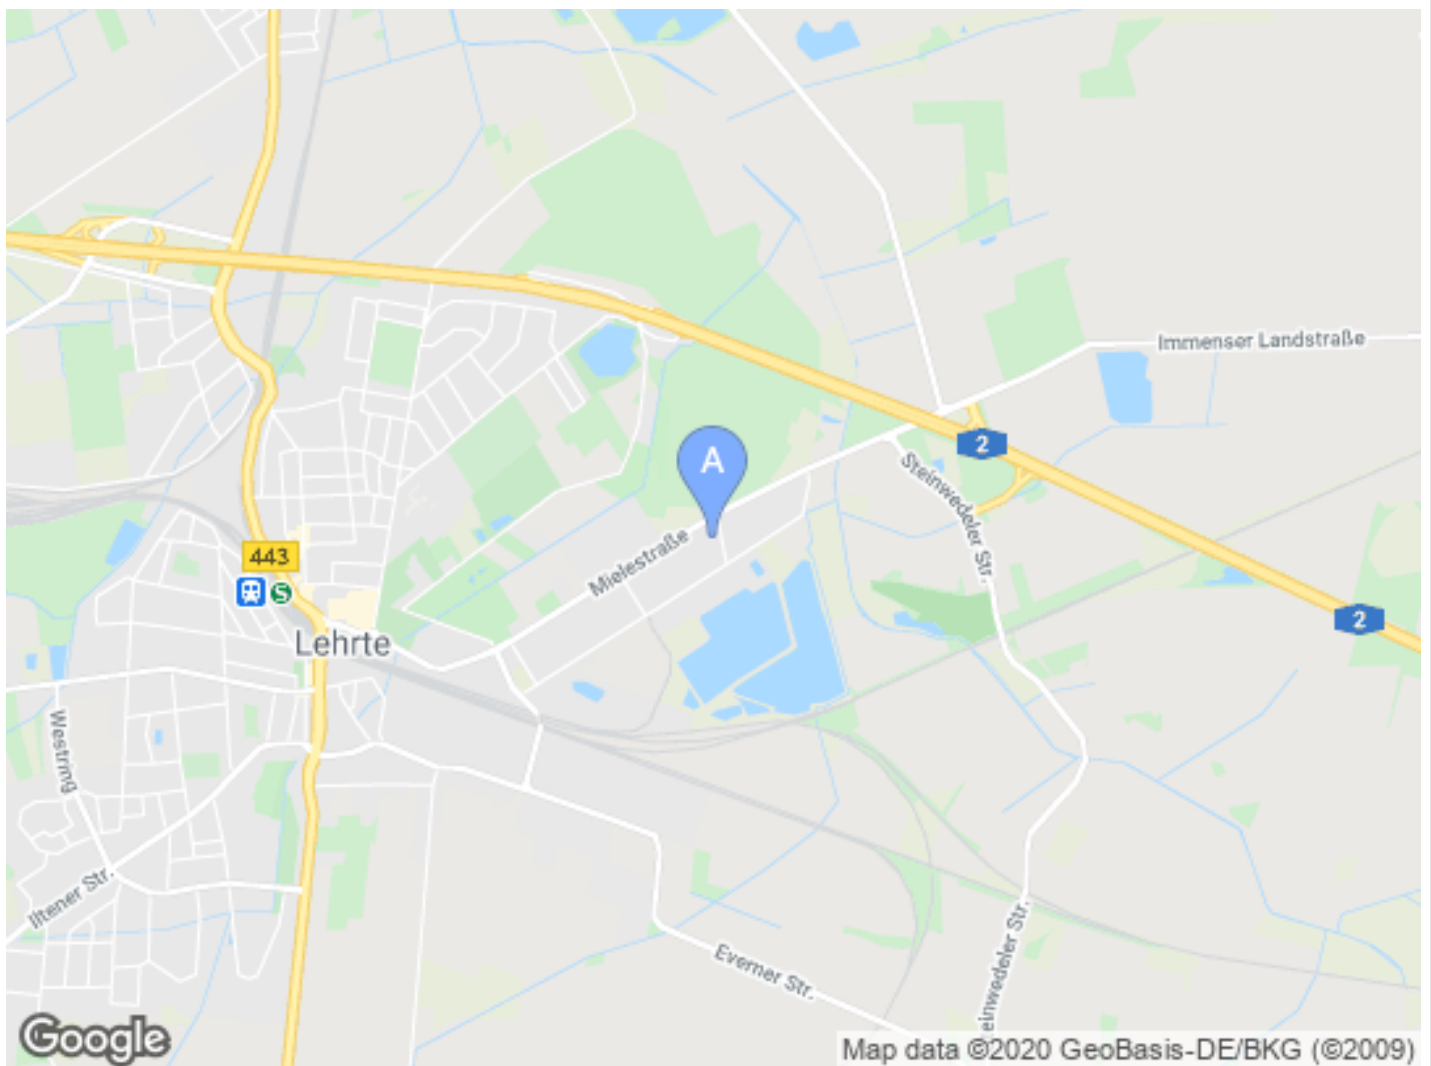 Immenser Landstraße
2
A
Steinwedeler Str.
Mielestraße
443
S
2
Lehrte
Westring
Iltener Str.
Everner Str.
einwedeler Str.
Google
Map data ©2020 GeoBasis-DE/BKG (©2009)